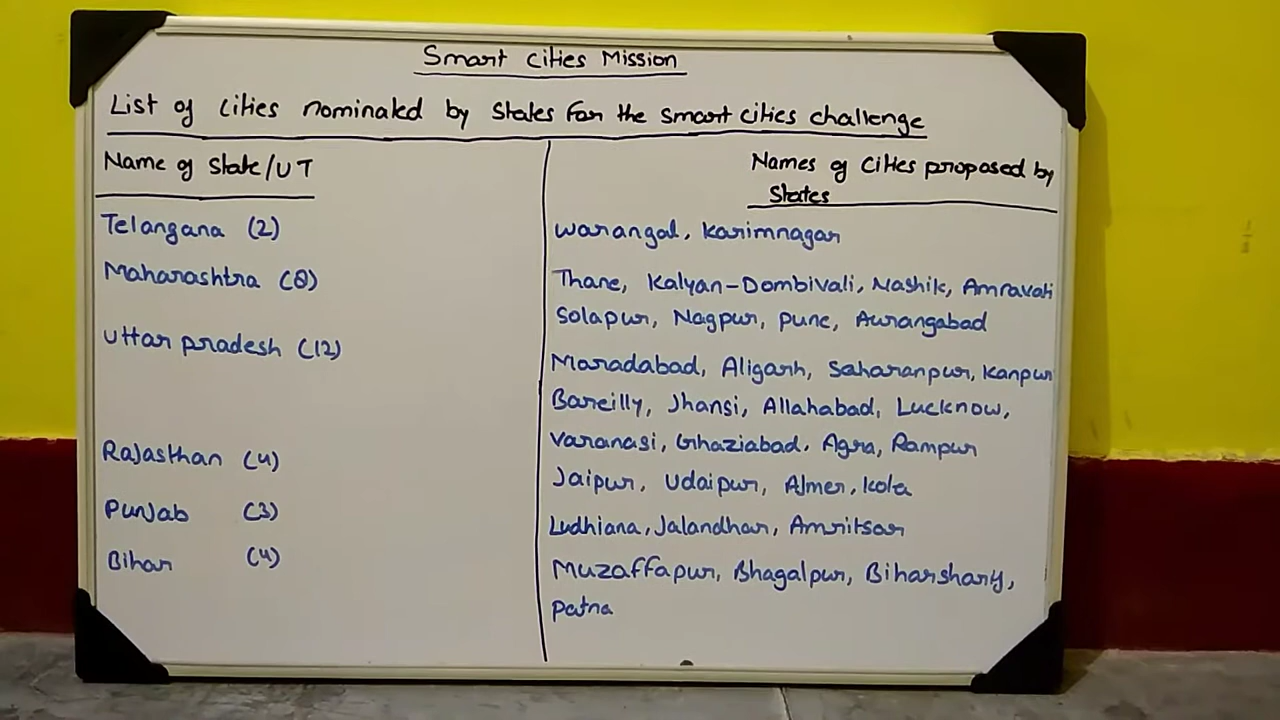 Smart Cities Mission
List of cities nominated by States for the smart cities challenge
Name of State/UT
Names of Cities proposed by
States
Telangana (2)
Warangal, Karimnagar
Maharashtra (8)
Thane, Kalyan-Dombivali, Nashik, Amravati
Solapur, Nagpur, pune, Aurangabad
Uttar pradesh (12)
Moradabad, Aligarh, Saharanpur, Kanpur
Bareilly, Jhansi, Allahabad, Lucknow,
Varanasi, Ghaziabad, Agra, Rampur
Rajasthan (4)
Jaipur, Udaipur, Ajmer, Kota
Punjab (3)
Ludhiana, Jalandhar, Amritsar
Bihar (4)
Muzaffapur, Bhagalpur, Biharsharif,
patna